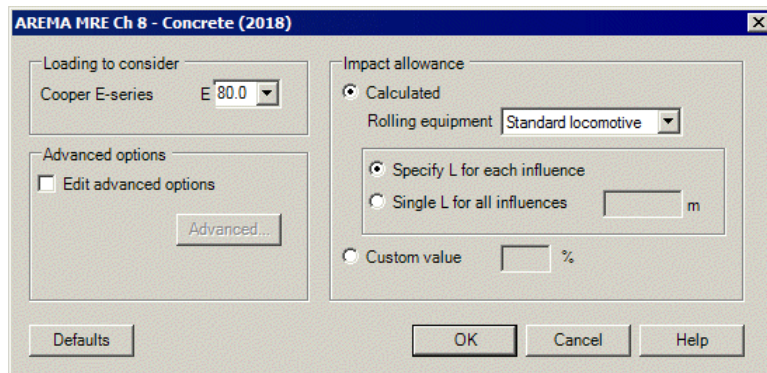 AREMA MRE Ch 8 - Concrete (2018)
Loading to consider
Cooper E-series E 80.0
Advanced options
Edit advanced options
Advanced...
Impact allowance
Calculated
Rolling equipment Standard locomotive
Specify L for each influence
Single L for all influences m
Custom value %
Defaults
OK
Cancel
Help